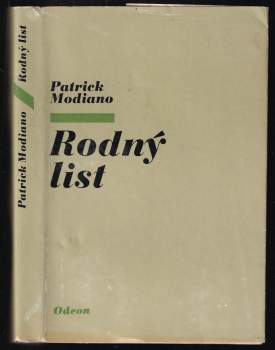 Patrick Modiano Rodný list
Patrick
Modiano
Rodný
list
Odeon